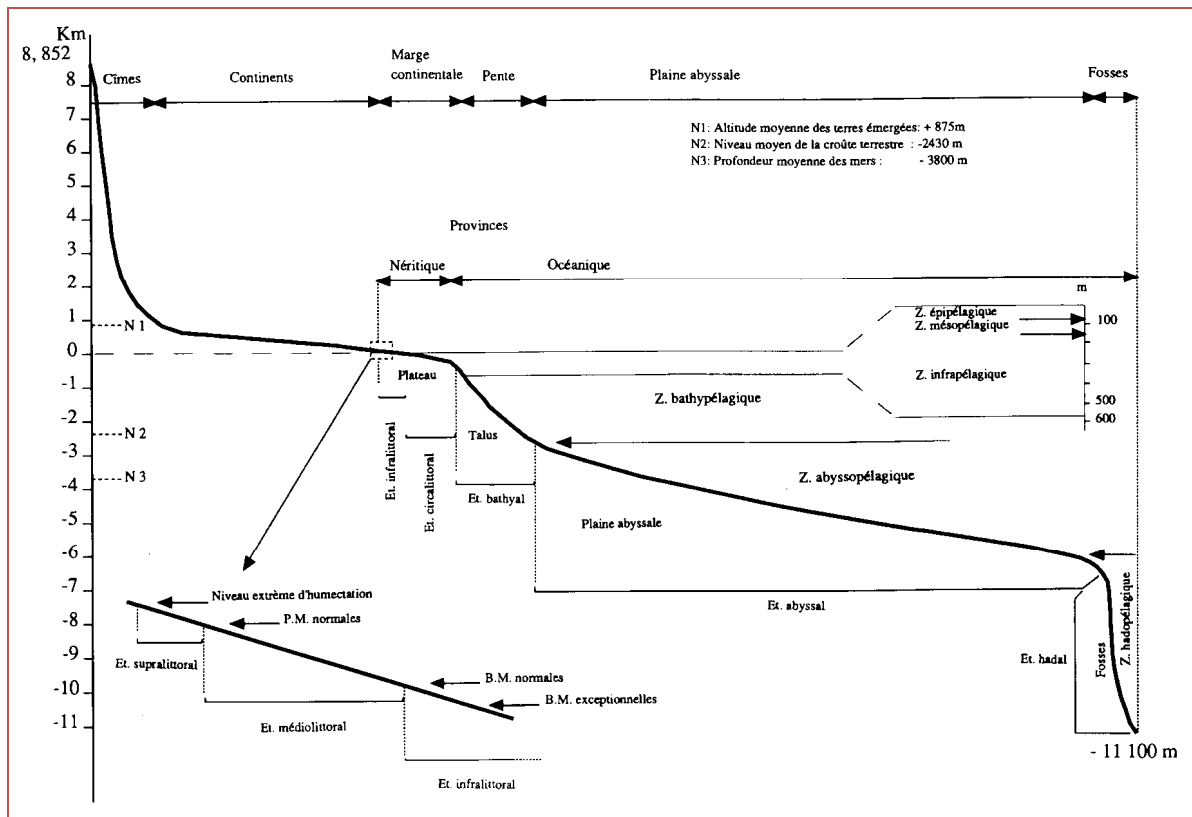 Km
8, 852
8
7
6
5
4
3
2
1
0
-1
-2
-3
-4
-5
-6
-7
-8
-9
-10
-11
Cîmes
Continents
Marge
continentale
Pente
Plaine abyssale
Fosses
N1: Altitude moyenne des terres émergées: + 875m
N2: Niveau moyen de la croûte terrestre : -2430 m
N3: Profondeur moyenne des mers : - 3800 m
Provinces
Néritique
Océanique
m
Z. épipélagique
100
Z. mésopélagique
Z. infrapélagique
500
600
N 1
N 2
N 3
Plateau
Z. bathypélagique
Talus
Et. infralittoral
Et. circalittoral
Et. bathyal
Z. abyssopélagique
Plaine abyssale
Et. abyssal
Et. hadal
Fosses
Z. hadopélagique
- 11 100 m
Niveau extrème d'humectation
P.M. normales
Et. supralittoral
B.M. normales
B.M. exceptionnelles
Et. médiolittoral
Et. infralittoral